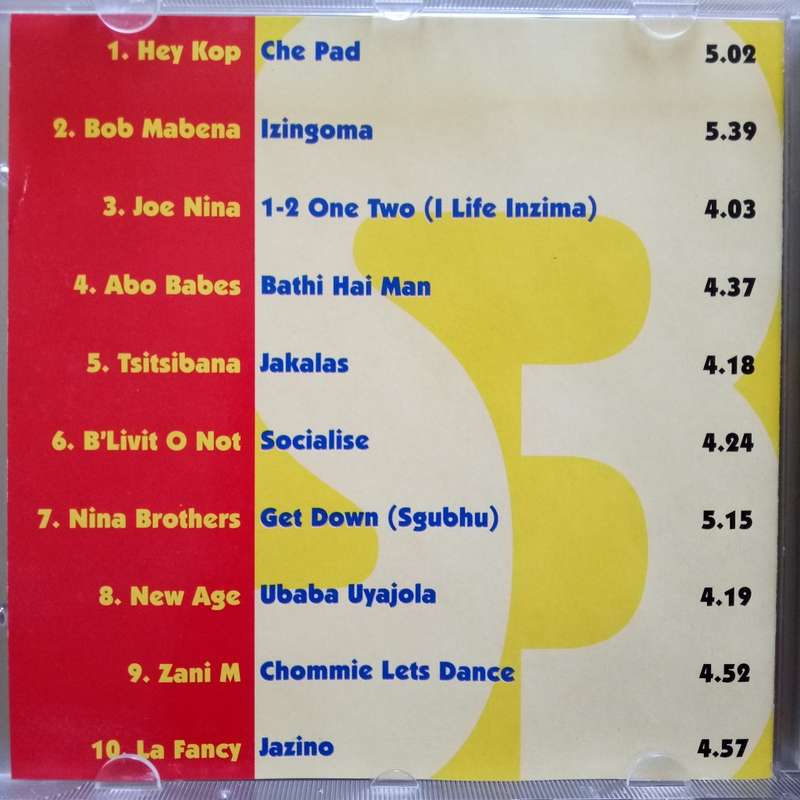 1. Hey Kop Che Pad 5.02
2. Bob Mabena Izingoma 5.39
3. Joe Nina 1-2 One Two (I Life Inzima) 4.03
4. Abo Babes Bathi Hai Man 4.37
5. Tsitsibana Jakalas 4.18
6. B'Livit O Not Socialise 4.24
7. Nina Brothers Get Down (Sgubhu) 5.15
8. New Age Ubaba Uyajola 4.19
9. Zani M Chommie Lets Dance 4.52
10. La Fancy Jazino 4.57